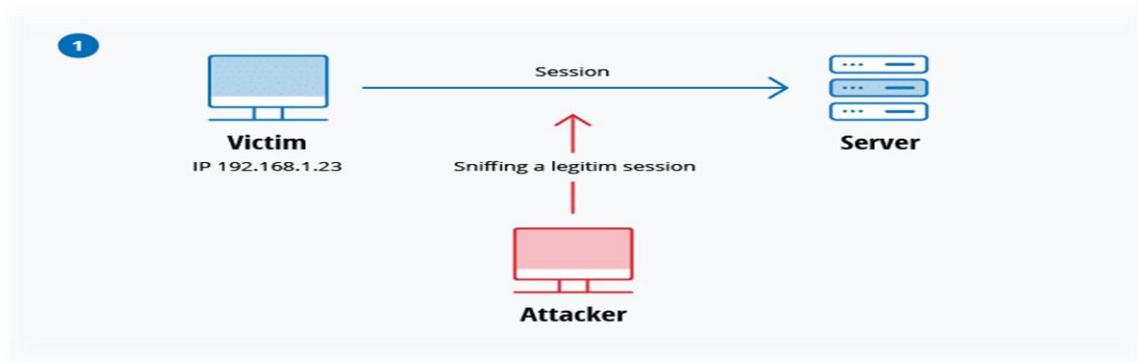 1
Session
Victim
IP 192.168.1.23
Server
Sniffing a legitim session
Attacker